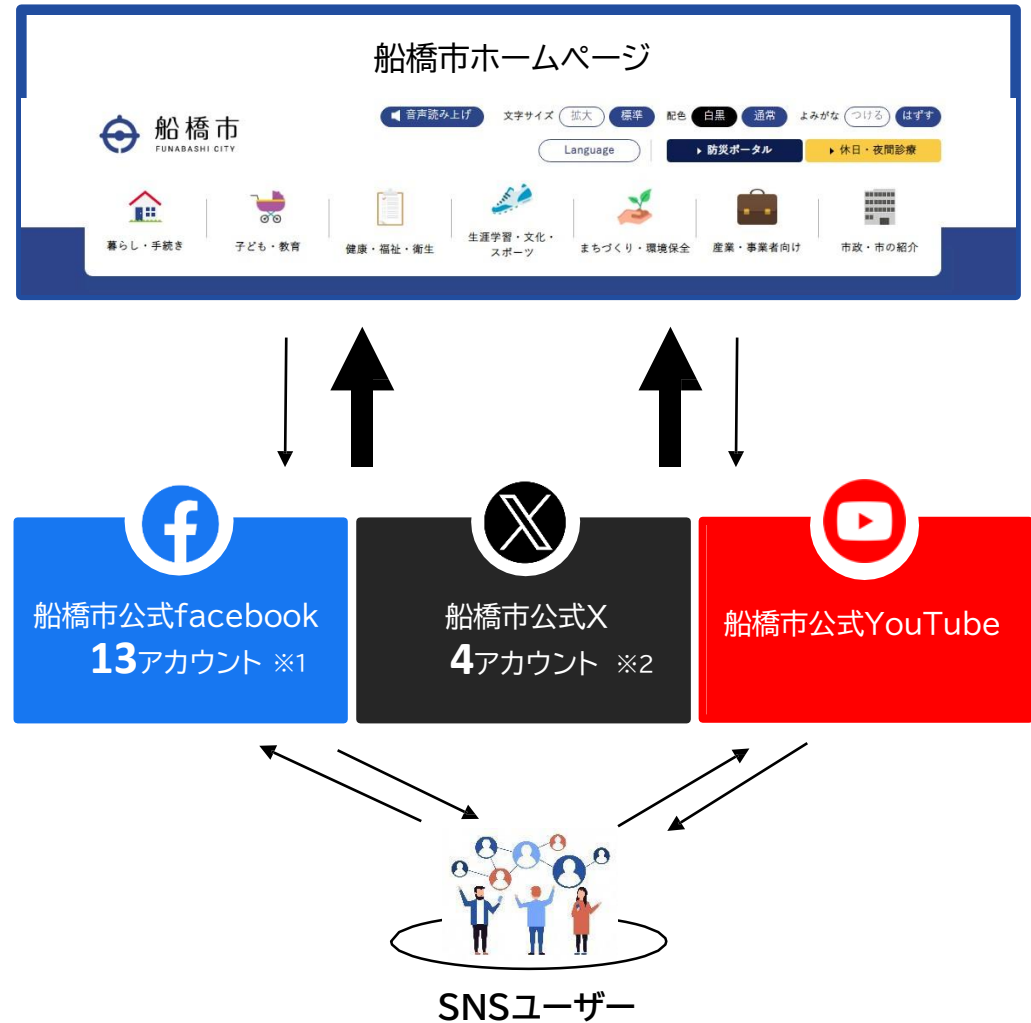 船橋市ホームページ
船橋市
FUNABASHI CITY
音声読み上げ 文字サイズ 拡大 標準 配色 白黒 通常 よみがな つける はずす
Language 防災ポータル 休日・夜間診療
暮らし・手続き
子ども・教育
健康・福祉・衛生
生涯学習・文化・
スポーツ
まちづくり・環境保全
産業・事業者向け
市政・市の紹介
船橋市公式facebook
13アカウント ※1
船橋市公式X
4アカウント ※2
船橋市公式YouTube
SNSユーザー